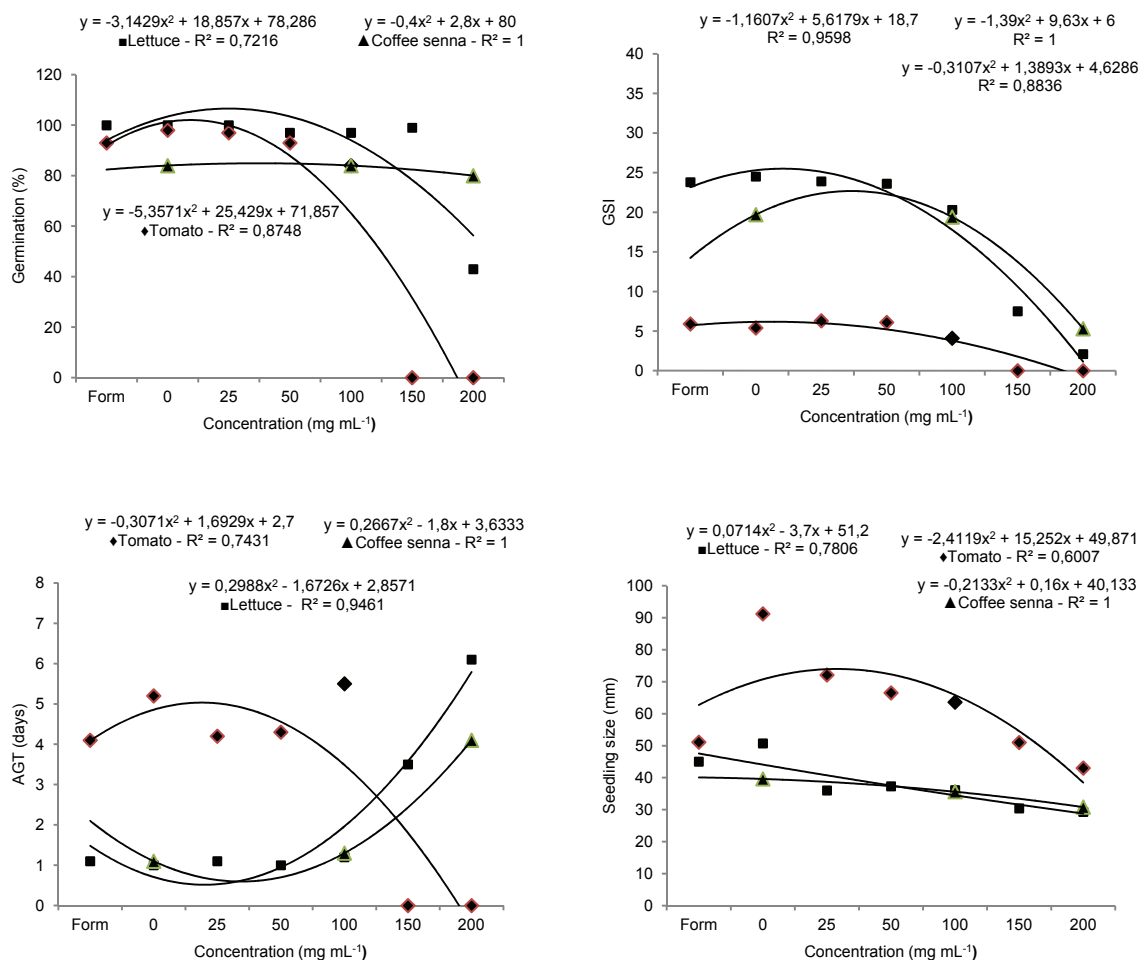 y = -3,1429x² + 18,857x + 78,286
■Lettuce - R² = 0,7216
y = -0,4x² + 2,8x + 80
▲Coffee senna - R² = 1
120
100
80
60
40
20
0
Germination (%)
y = -5,3571x² + 25,429x + 71,857
♦Tomato - R² = 0,8748
Form 0 25 50 100 150 200
Concentration (mg mL⁻¹)
y = -1,1607x² + 5,6179x + 18,7
R² = 0,9598
y = -1,39x² + 9,63x + 6
R² = 1
y = -0,3107x² + 1,3893x + 4,6286
R² = 0,8836
40
35
30
25
20
15
10
5
0
GSI
Form 0 25 50 100 150 200
Concentration (mg mL⁻¹)
y = -0,3071x² + 1,6929x + 2,7
♦Tomato - R² = 0,7431
y = 0,2667x² - 1,8x + 3,6333
▲Coffee senna - R² = 1
y = 0,2988x² - 1,6726x + 2,8571
■Lettuce - R² = 0,9461
8
7
6
5
4
3
2
1
0
AGT (days)
Form 0 25 50 100 150 200
Concentration (mg mL⁻¹)
y = 0,0714x² - 3,7x + 51,2
■Lettuce - R² = 0,7806
y = -2,4119x² + 15,252x + 49,871
♦Tomato - R² = 0,6007
y = -0,2133x² + 0,16x + 40,133
▲Coffee senna - R² = 1
100
90
80
70
60
50
40
30
20
10
0
Seedling size (mm)
Form 0 25 50 100 150 200
Concentration (mg mL⁻¹)